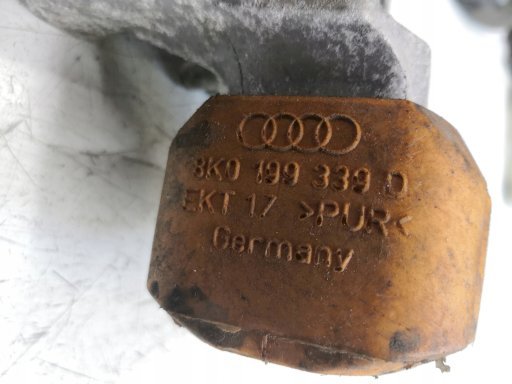 8K0 199 339 D
EKT 17 >PUR<
Germany